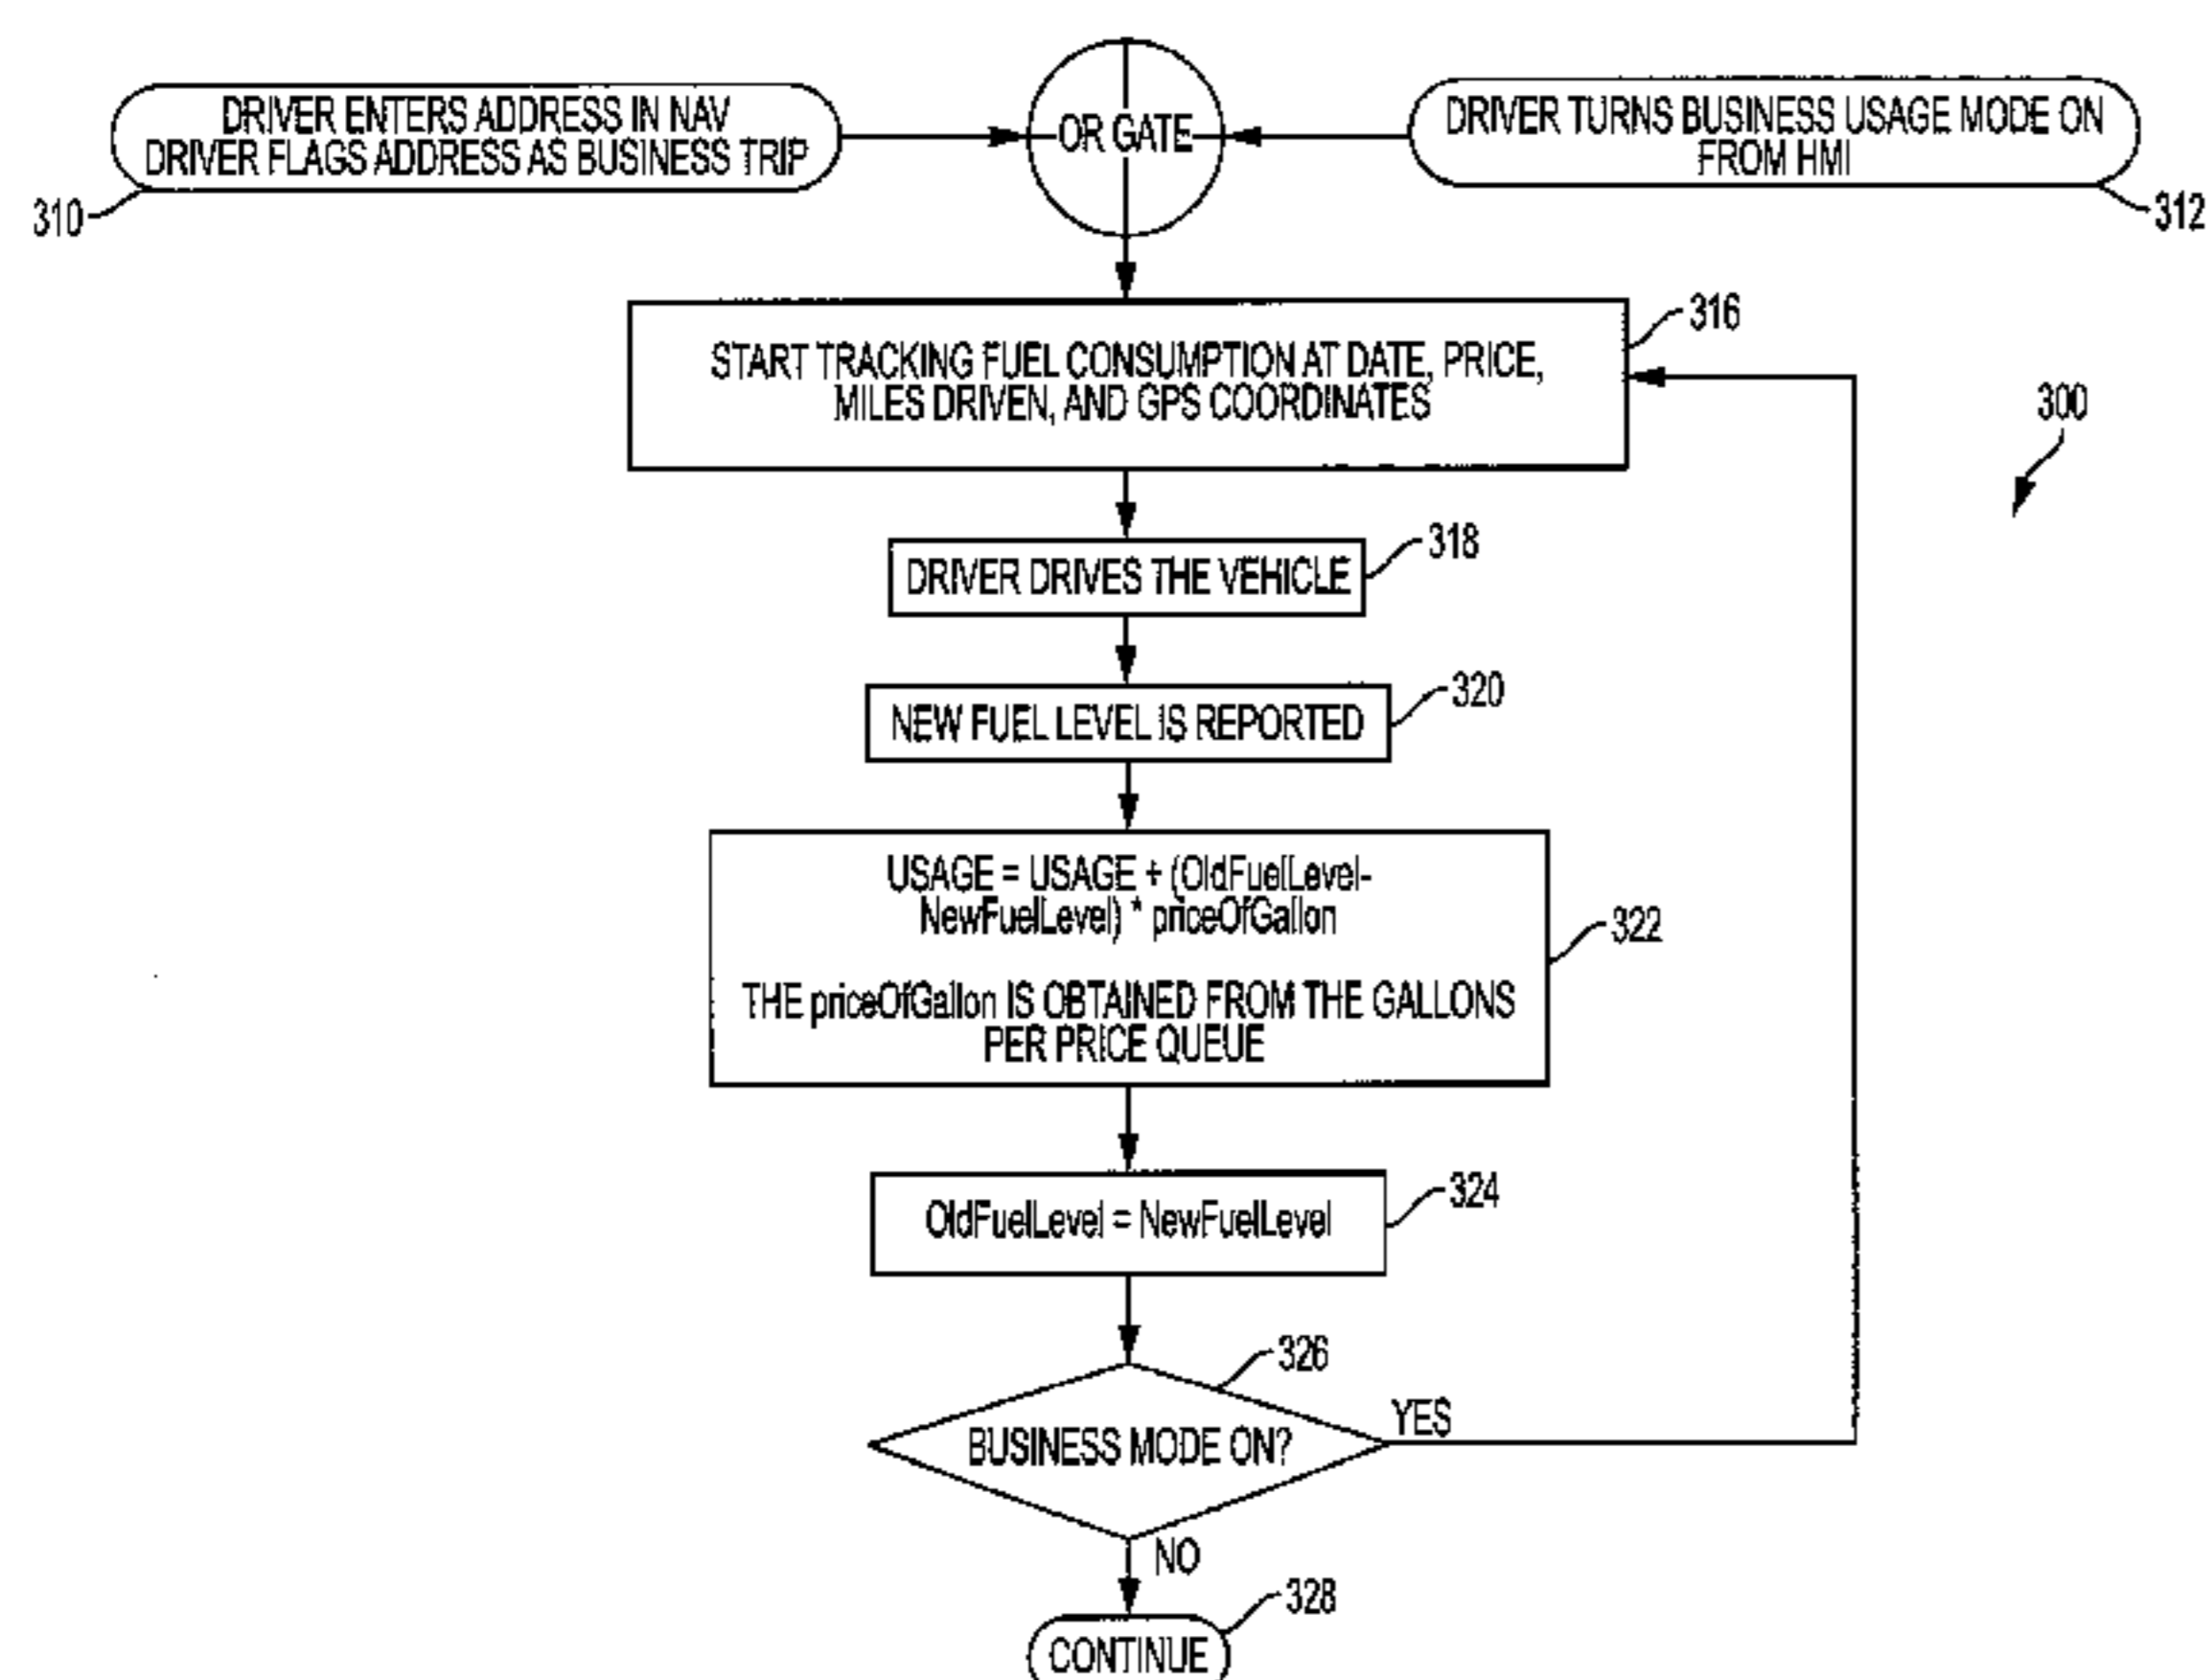 DRIVER ENTERS ADDRESS IN NAV
DRIVER FLAGS ADDRESS AS BUSINESS TRIP
310
OR GATE
DRIVER TURNS BUSINESS USAGE MODE ON
FROM HMI
312
START TRACKING FUEL CONSUMPTION AT DATE, PRICE,
MILES DRIVEN, AND GPS COORDINATES
316
300
DRIVER DRIVES THE VEHICLE
318
NEW FUEL LEVEL IS REPORTED
320
USAGE = USAGE + (OldFuelLevel-
NewFuelLevel) * priceOfGallon
THE priceOfGallon IS OBTAINED FROM THE GALLONS
PER PRICE QUEUE
322
OldFuelLevel = NewFuelLevel
324
BUSINESS MODE ON?
326
YES
NO
CONTINUE
328